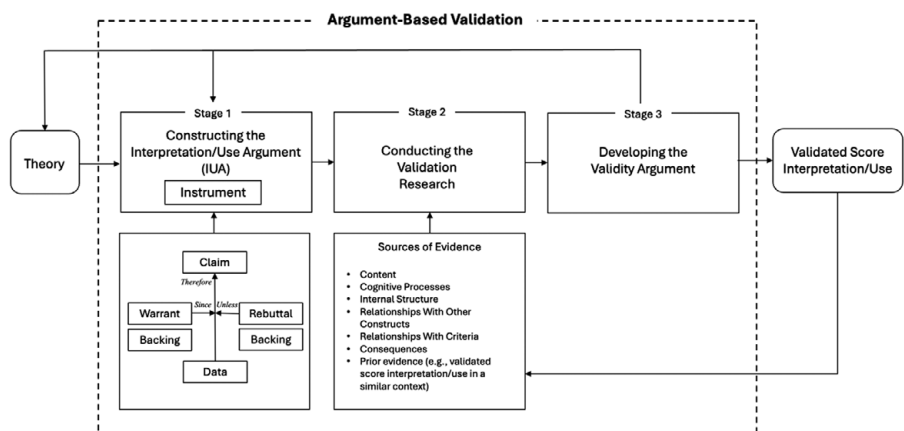 Argument-Based Validation
Theory
Stage 1
Constructing the
Interpretation/Use Argument
(IUA)
Instrument
Stage 2
Conducting the
Validation
Research
Stage 3
Developing the
Validity Argument
Validated Score
Interpretation/Use
Claim
Therefore
Since
Unless
Warrant
Rebuttal
Backing
Backing
Data
Sources of Evidence
• Content
• Cognitive Processes
• Internal Structure
• Relationships With Other
Constructs
• Relationships With Criteria
• Consequences
• Prior evidence (e.g., validated
score interpretation/use in a
similar context)